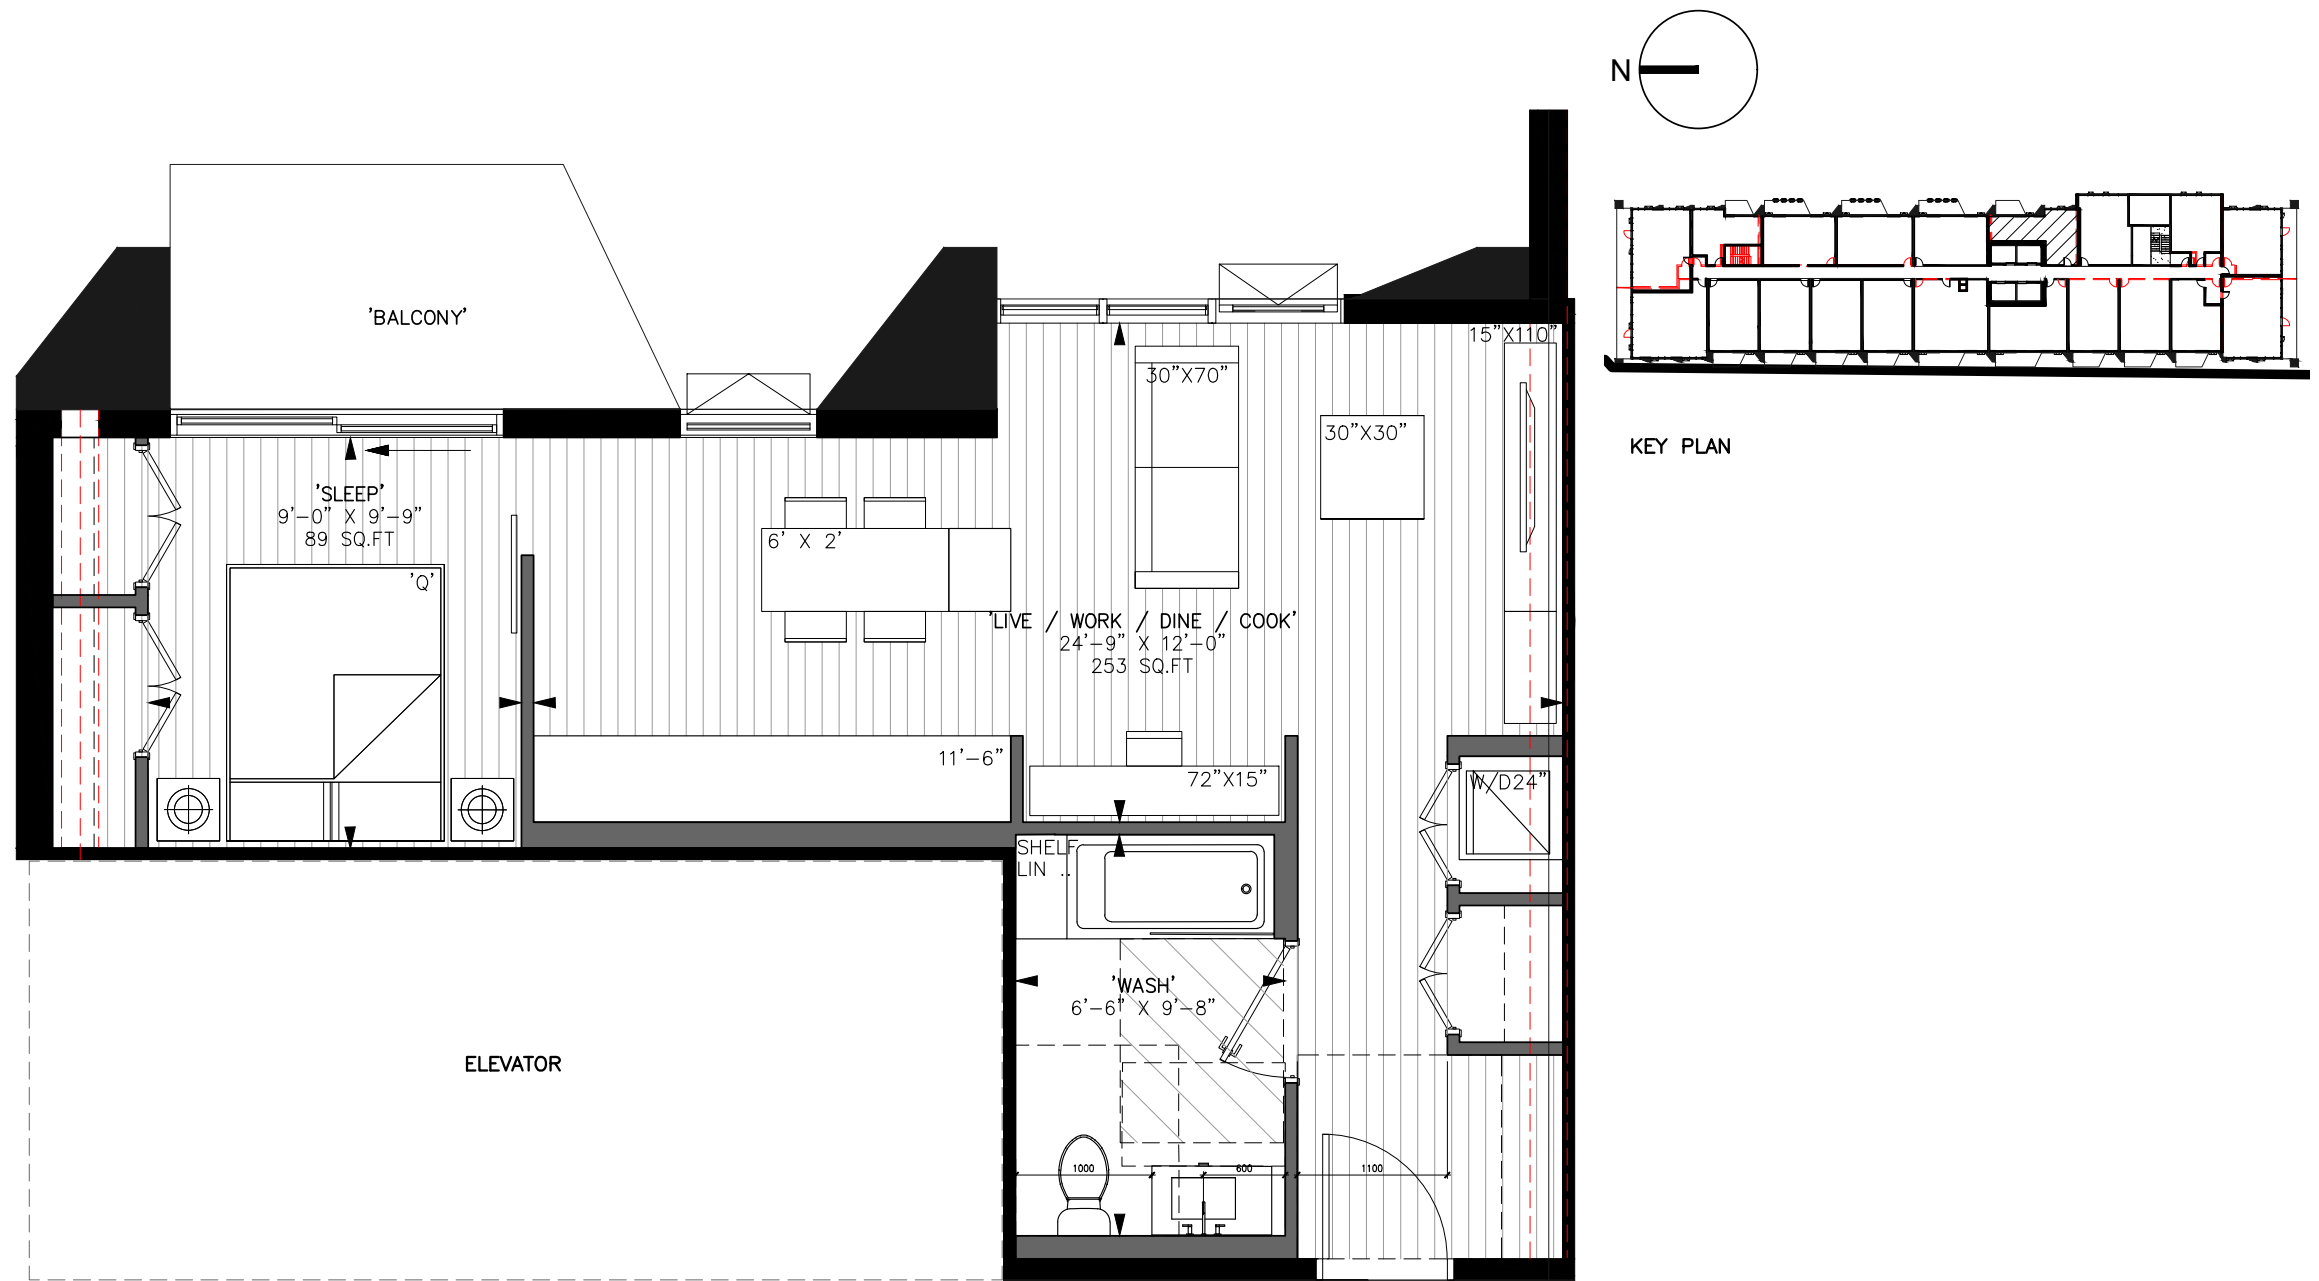 N
'BALCONY'
15"X110"
30"X70"
30"X30"
KEY PLAN
'SLEEP'
9'-0" X 9'-9"
89 SQ.FT
6' X 2'
'Q'
'LIVE / WORK / DINE / COOK'
24'-9" X 12'-0"
253 SQ.FT
11'-6"
72"X15"
W/D24"
SHELF
LIN ..
'WASH'
6'-6" X 9'-8"
ELEVATOR
1000
600
1100